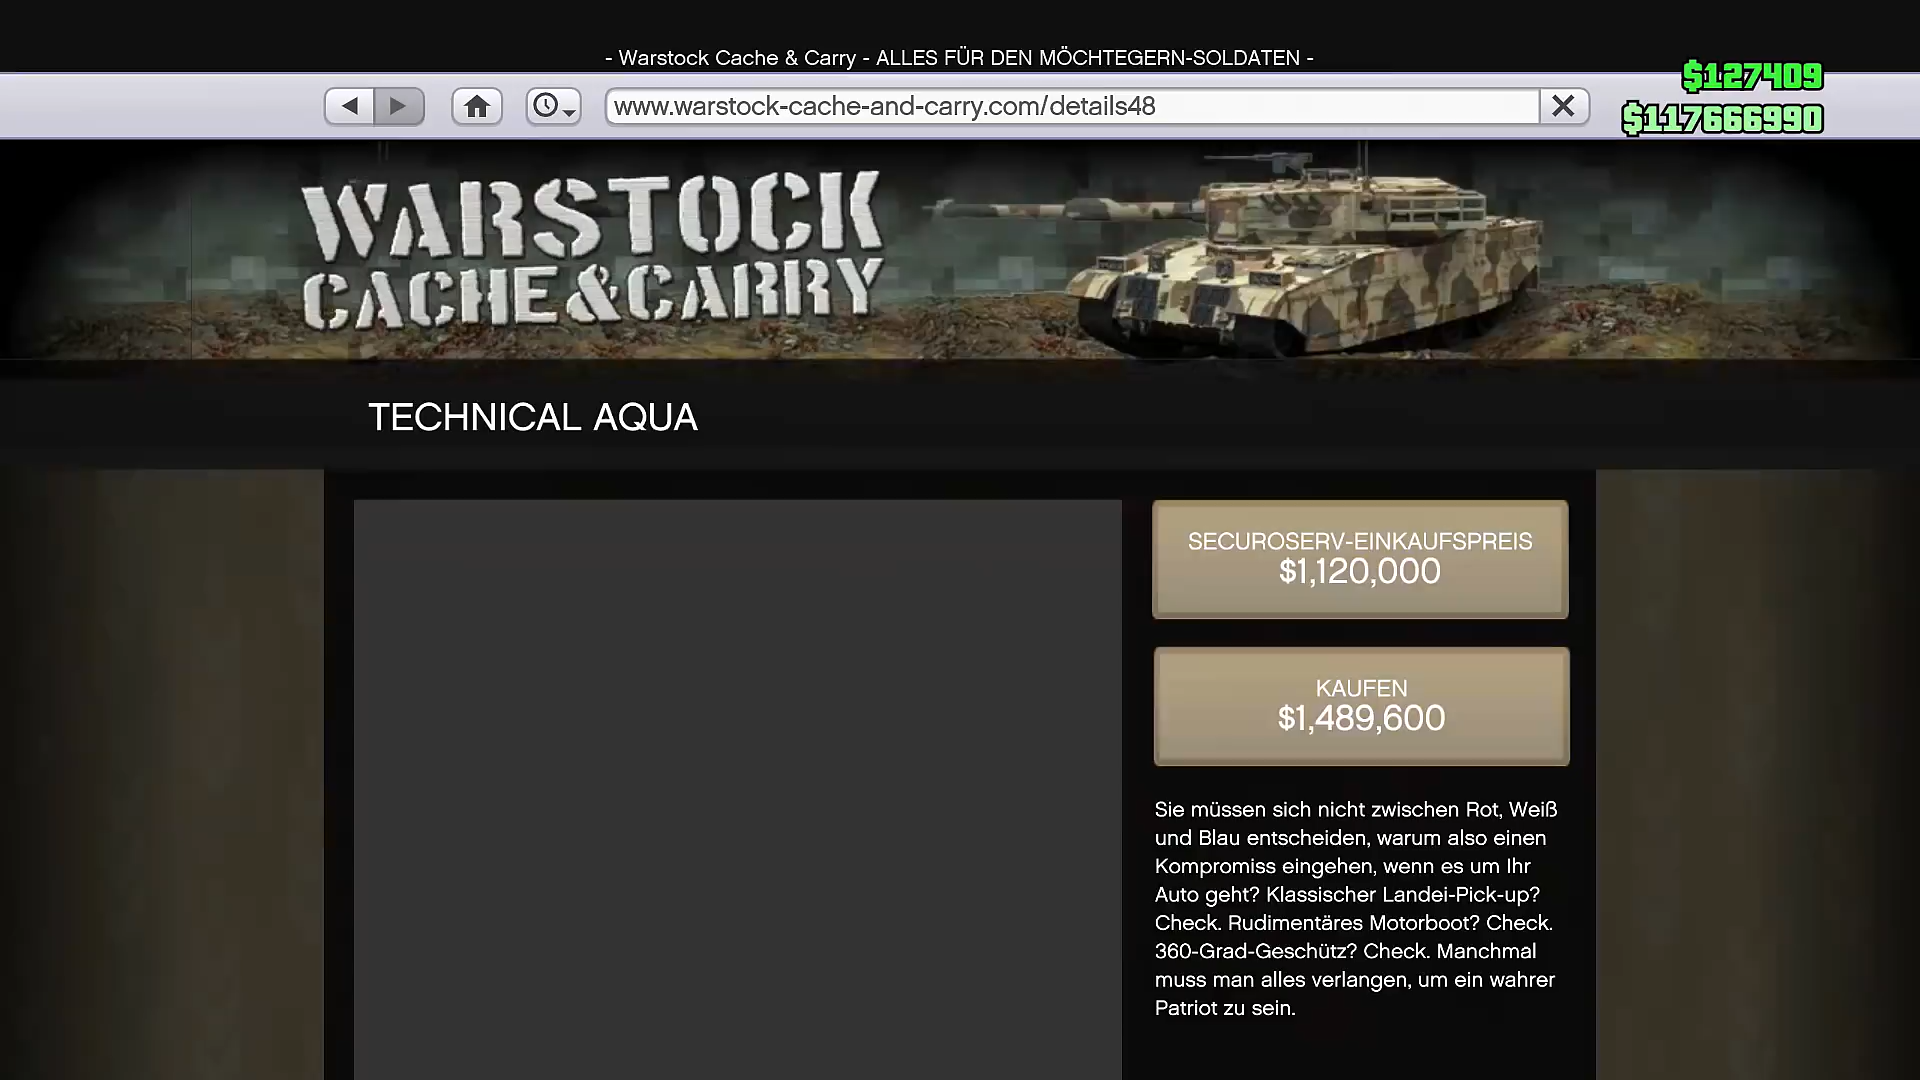 - Warstock Cache & Carry - ALLES FÜR DEN MÖCHTEGERN-SOLDATEN -
$127409
www.warstock-cache-and-carry.com/details48
$117666990
WARSTOCK
CACHE & CARRY
TECHNICAL AQUA
SECUROSERV-EINKAUFSPREIS
$1,120,000
KAUFEN
$1,489,600
Sie müssen sich nicht zwischen Rot, Weiß
und Blau entscheiden, warum also einen
Kompromiss eingehen, wenn es um Ihr
Auto geht? Klassischer Landei-Pick-up?
Check. Rudimentäres Motorboot? Check.
360-Grad-Geschütz? Check. Manchmal
muss man alles verlangen, um ein wahrer
Patriot zu sein.